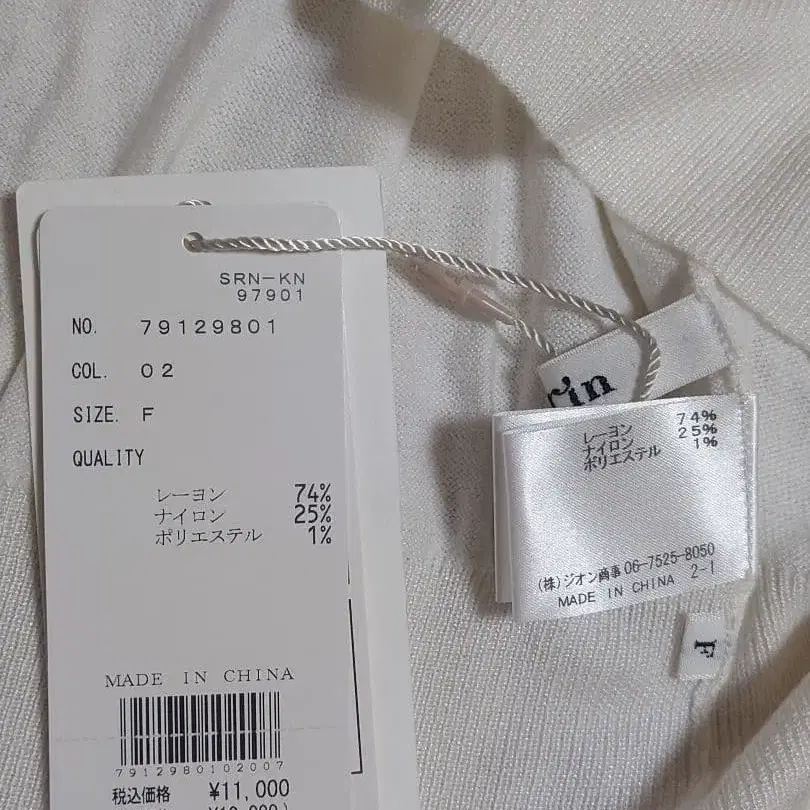 SRN-KN
97901
NO. 79129801
COL. 02
SIZE. F
QUALITY
レーヨン 74%
ナイロン 25%
ポリエステル 1%
MADE IN CHINA
7912980102007
税込価格 ¥11,000
rin
レーヨン 74%
ナイロン 25%
ポリエステル 1%
(株)ジオン商事 06-7525-8050
MADE IN CHINA 2-1
F